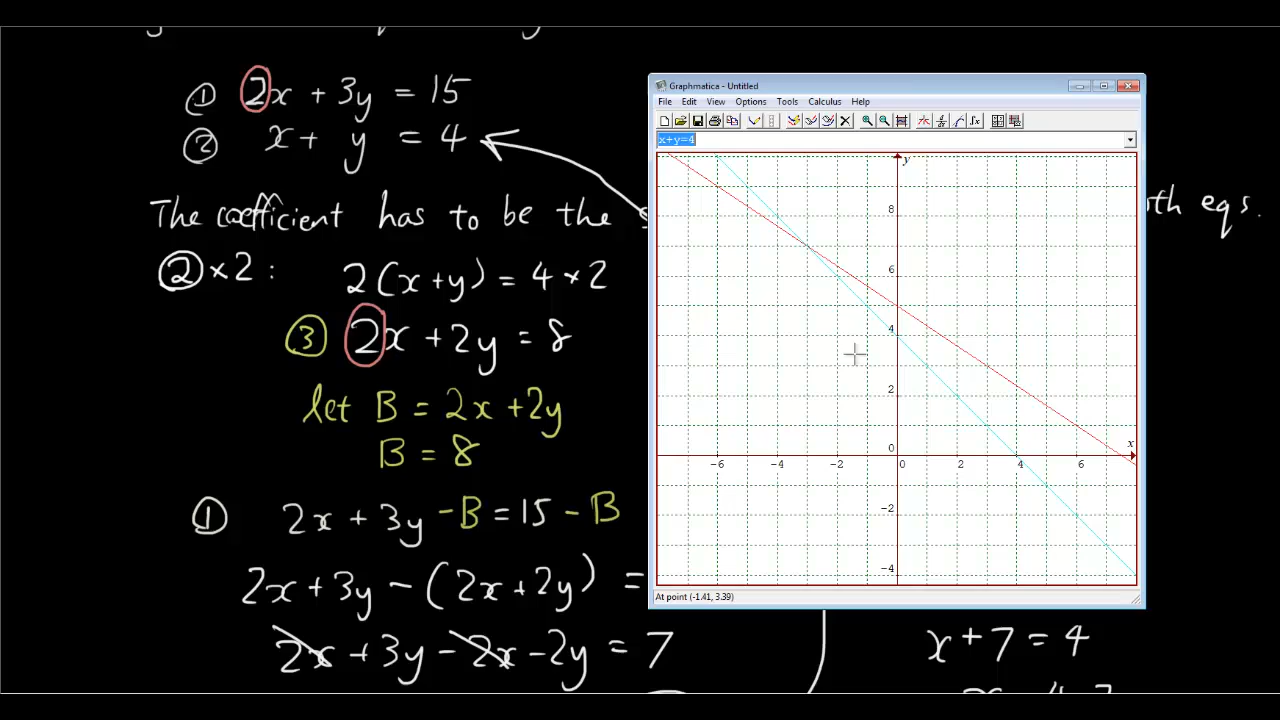 ① 2x + 3y = 15
② x + y = 4
The coefficient has to be the
oth eqs.
② × 2 : 2(x+y) = 4 × 2
③ 2x + 2y = 8
let B = 2x + 2y
B = 8
① 2x + 3y - B = 15 - B
2x + 3y - (2x + 2y) =
2x + 3y - 2x - 2y = 7
x + 7 = 4
Graphmatica - Untitled
File Edit View Options Tools Calculus Help
x+y=4
y
8
6
4
2
0
x
-6 -4 -2 0 2 4 6
-2
-4
At point (-1.41, 3.39)